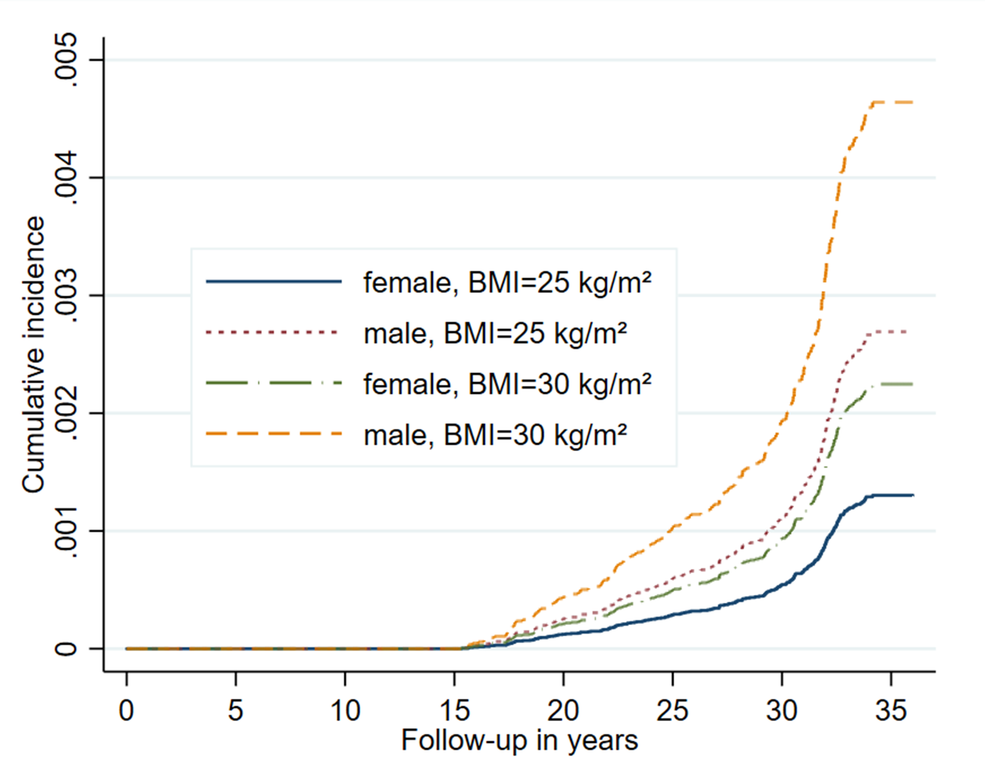 Cumulative incidence
.005
.004
.003
.002
.001
0
female, BMI=25 kg/m²
male, BMI=25 kg/m²
female, BMI=30 kg/m²
male, BMI=30 kg/m²
0 5 10 15 20 25 30 35
Follow-up in years